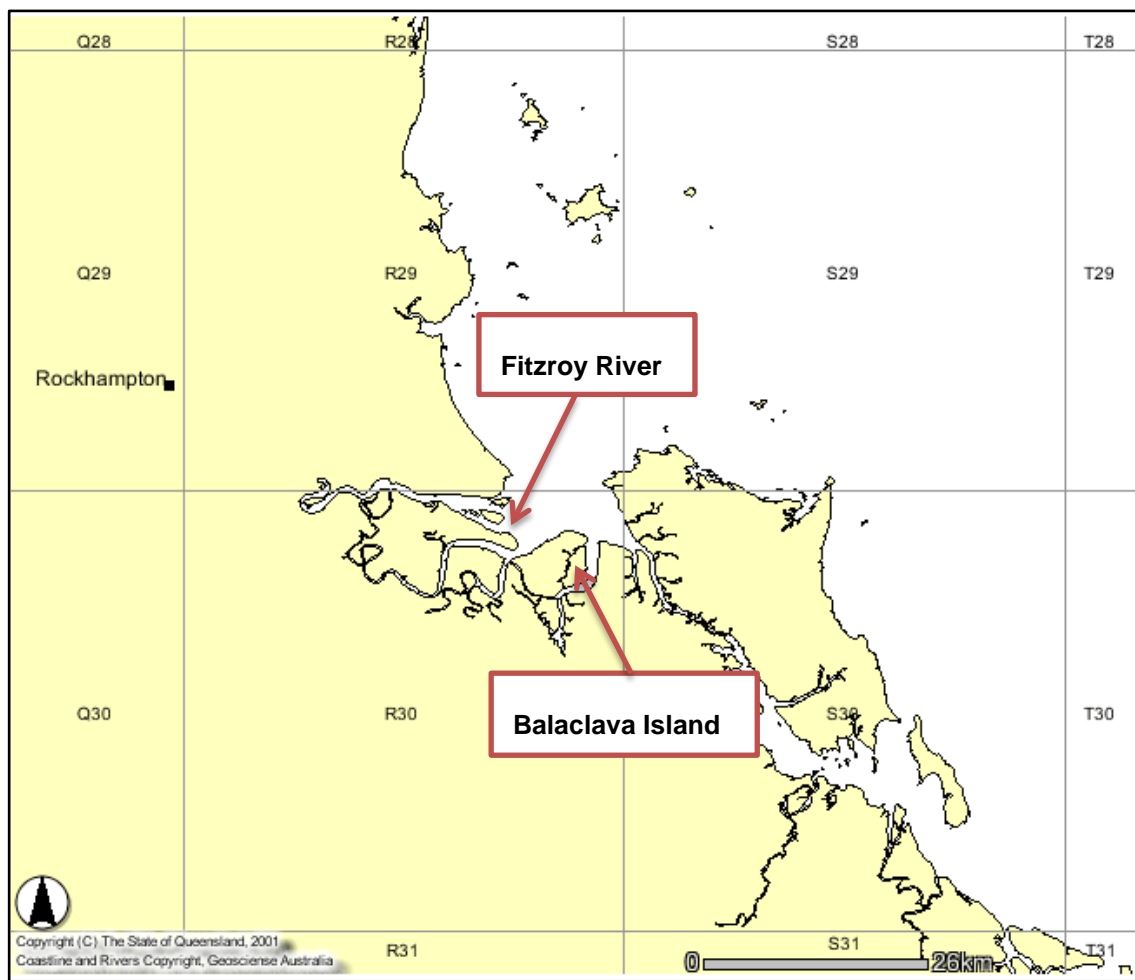 Q28
R28
S28
T28
Q29
R29
S29
T29
Fitzroy River
Rockhampton
Balaclava Island
Q30
R30
S30
T30
Copyright (C) The State of Queensland, 2001
Coastline and Rivers Copyright, Geosciense Australia
R31
S31
T31
0
26km